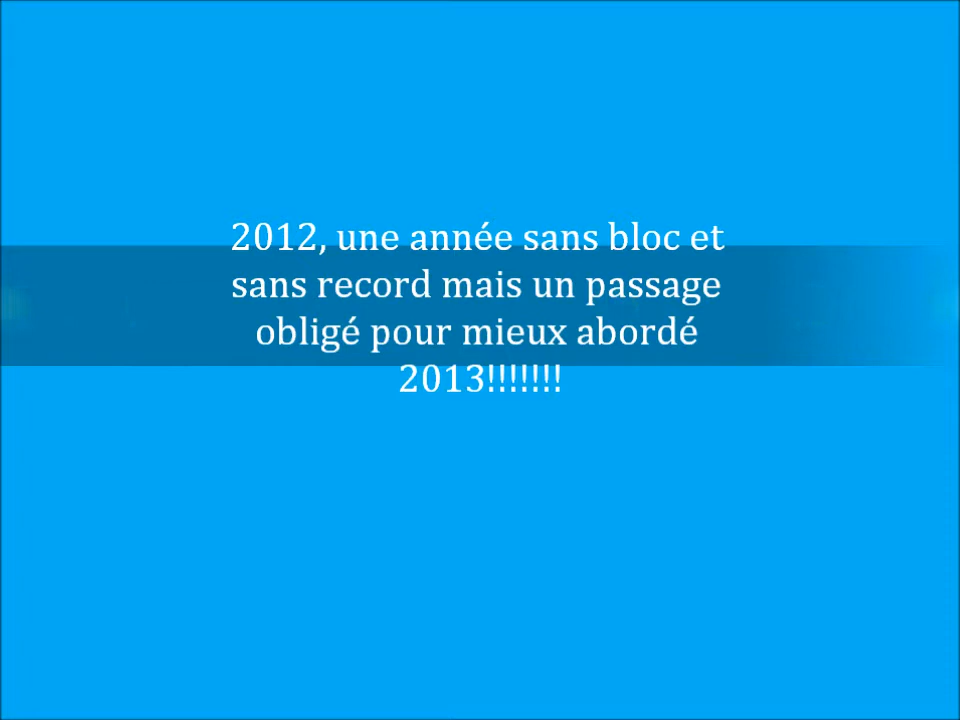 2012, une année sans bloc et
sans record mais un passage
obligé pour mieux abordé
2013!!!!!!!